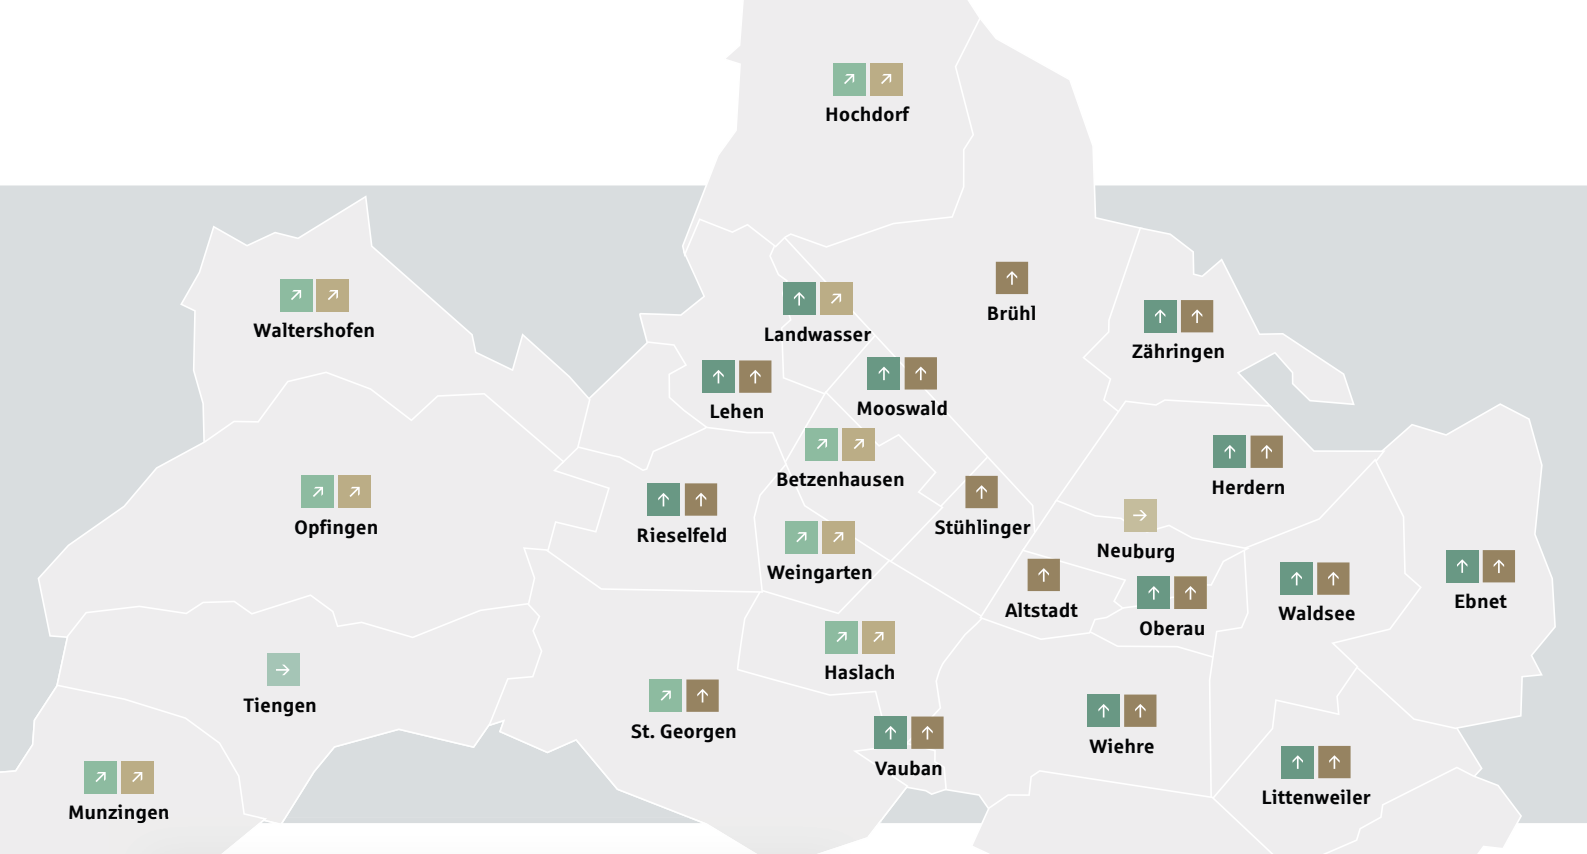 Hochdorf
Brühl
Waltershofen
Landwasser
Zähringen
Lehen
Mooswald
Betzenhausen
Herdern
Opfingen
Rieselfeld
Stühlinger
Neuburg
Weingarten
Altstadt
Oberau
Waldsee
Ebnet
Haslach
Tiengen
St. Georgen
Wiehre
Vauban
Littenweiler
Munzingen